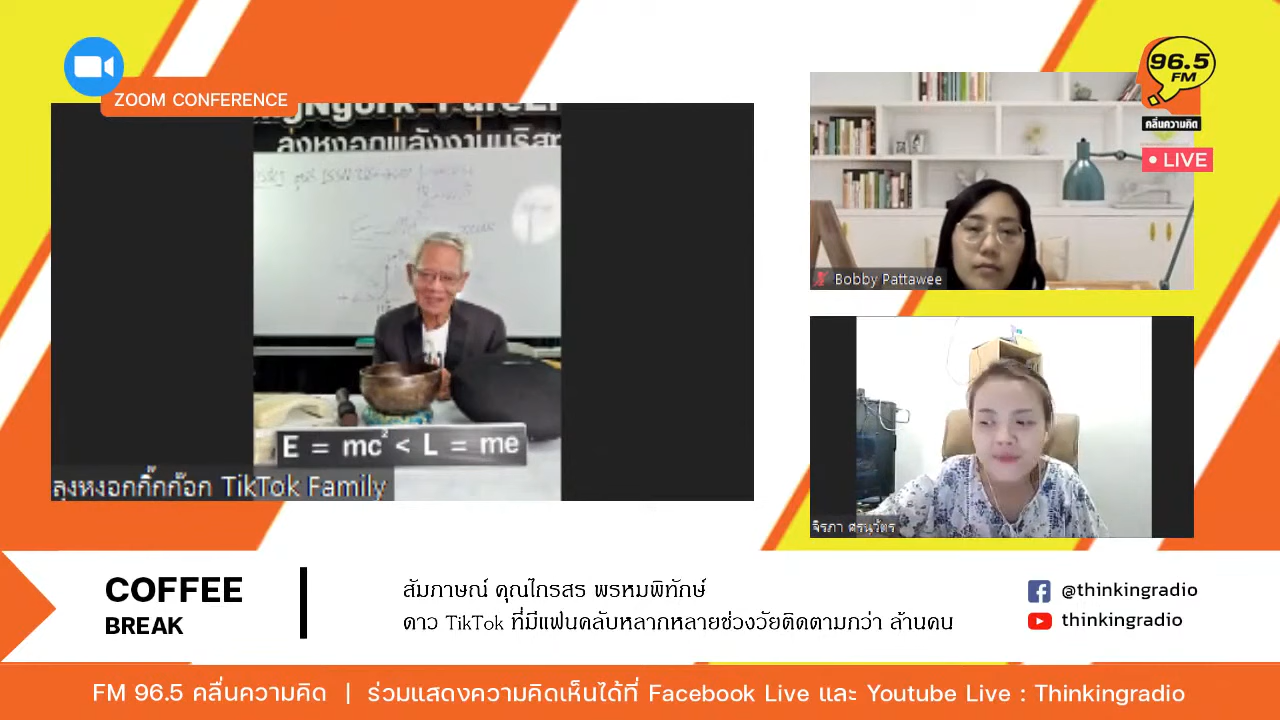 ZOOM CONFERENCE
ลุงหงอกพลังงานบริสุท
E = mc² < L = me
ลุงหงอกกิ๊กก๊อก TikTok Family
96.5
FM
คลื่นความคิด
• LIVE
Bobby Pattawee
จิรภา ศรนุวัตร
COFFEE
BREAK
สัมภาษณ์ คุณไกรสร พรหมพิทักษ์
ดาว TikTok ที่มีแฟนคลับหลากหลายช่วงวัยติดตามกว่า ล้านคน
@thinkingradio
thinkingradio
FM 96.5 คลื่นความคิด | ร่วมแสดงความคิดเห็นได้ที่ Facebook Live และ Youtube Live : Thinkingradio